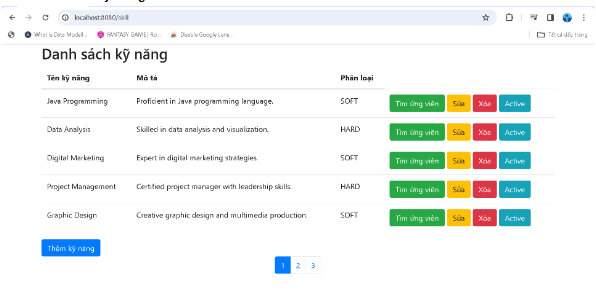 localhost:8080/skill
What is Data Modell...
FANTASY GAME| Ro...
Disable Google Lens...
Tất cả dấu trang
Danh sách kỹ năng
Tên kỹ năng Mô tả Phân loại
Java Programming Proficient in Java programming language. SOFT Tìm ứng viên Sửa Xóa Active
Data Analysis Skilled in data analysis and visualization. HARD Tìm ứng viên Sửa Xóa Active
Digital Marketing Expert in digital marketing strategies. SOFT Tìm ứng viên Sửa Xóa Active
Project Management Certified project manager with leadership skills. HARD Tìm ứng viên Sửa Xóa Active
Graphic Design Creative graphic design and multimedia production. SOFT Tìm ứng viên Sửa Xóa Active
Thêm kỹ năng
1 2 3